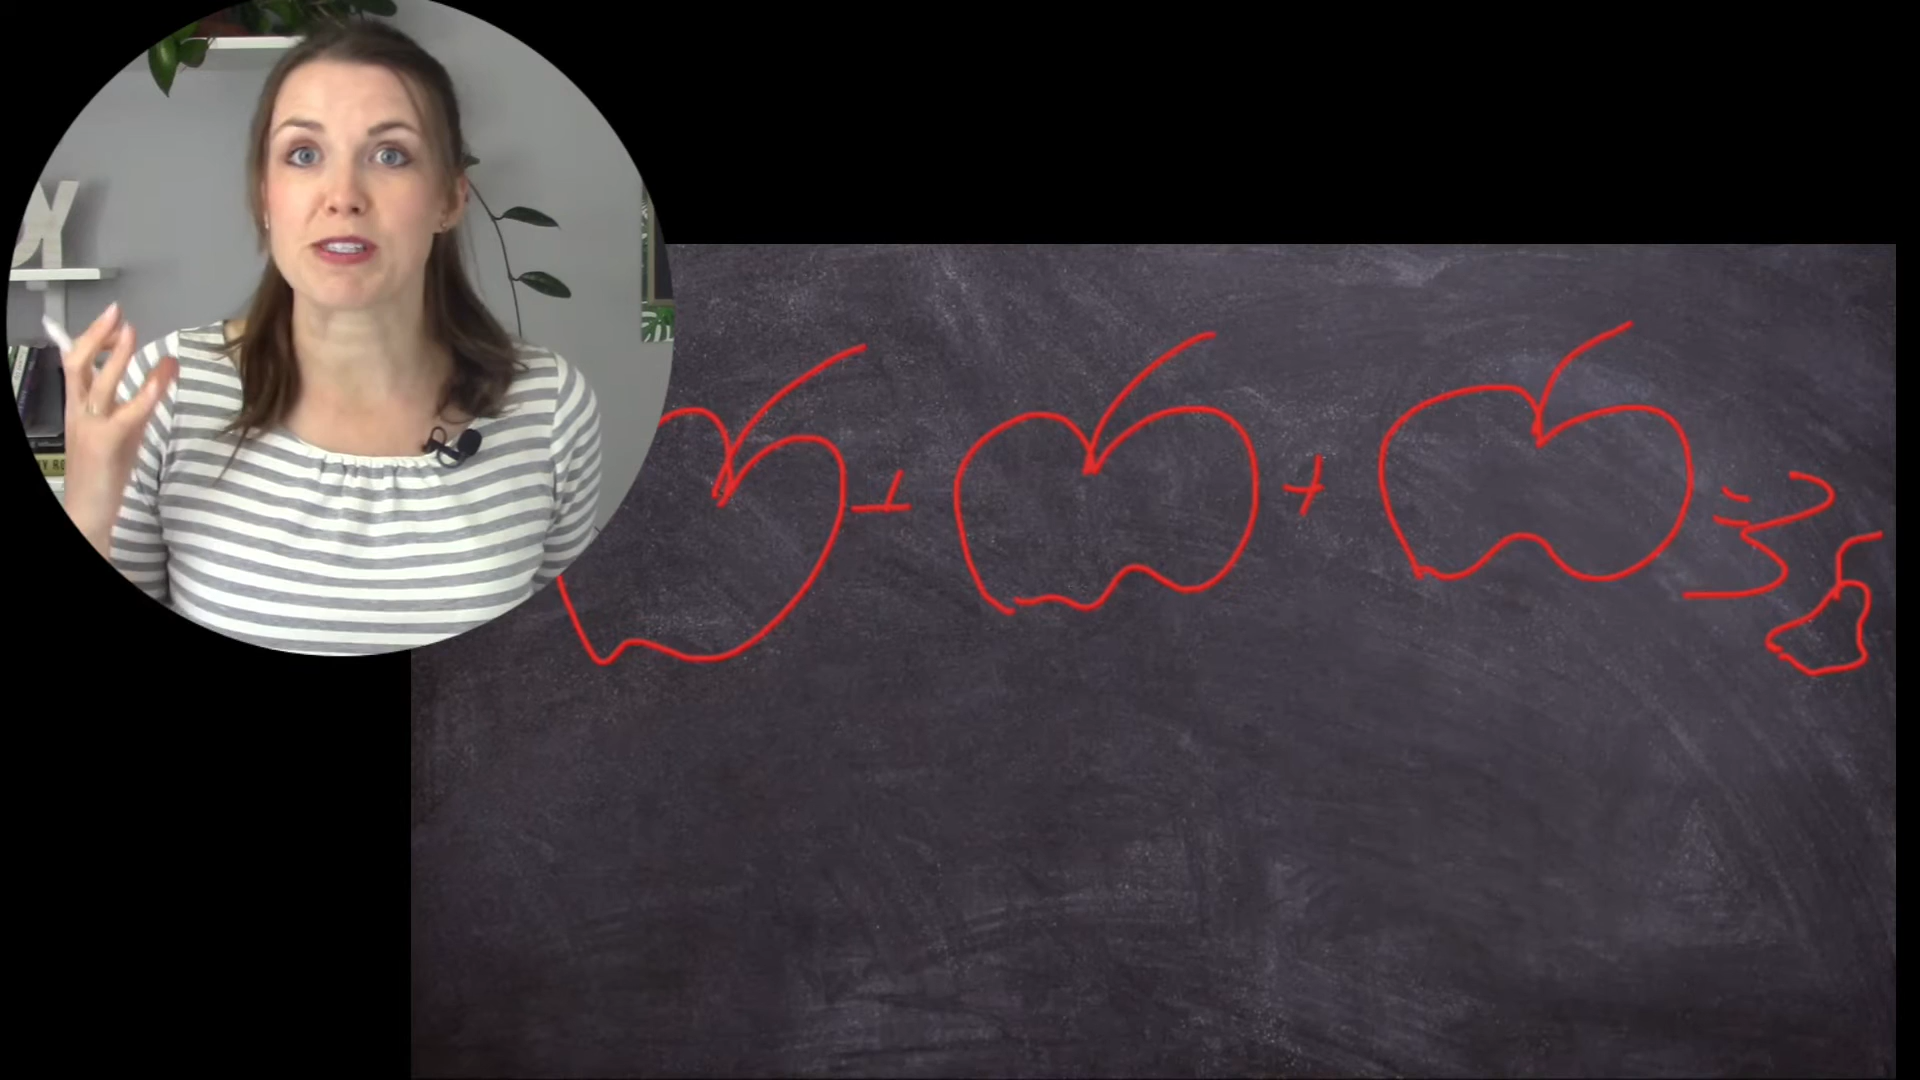 + + = 3